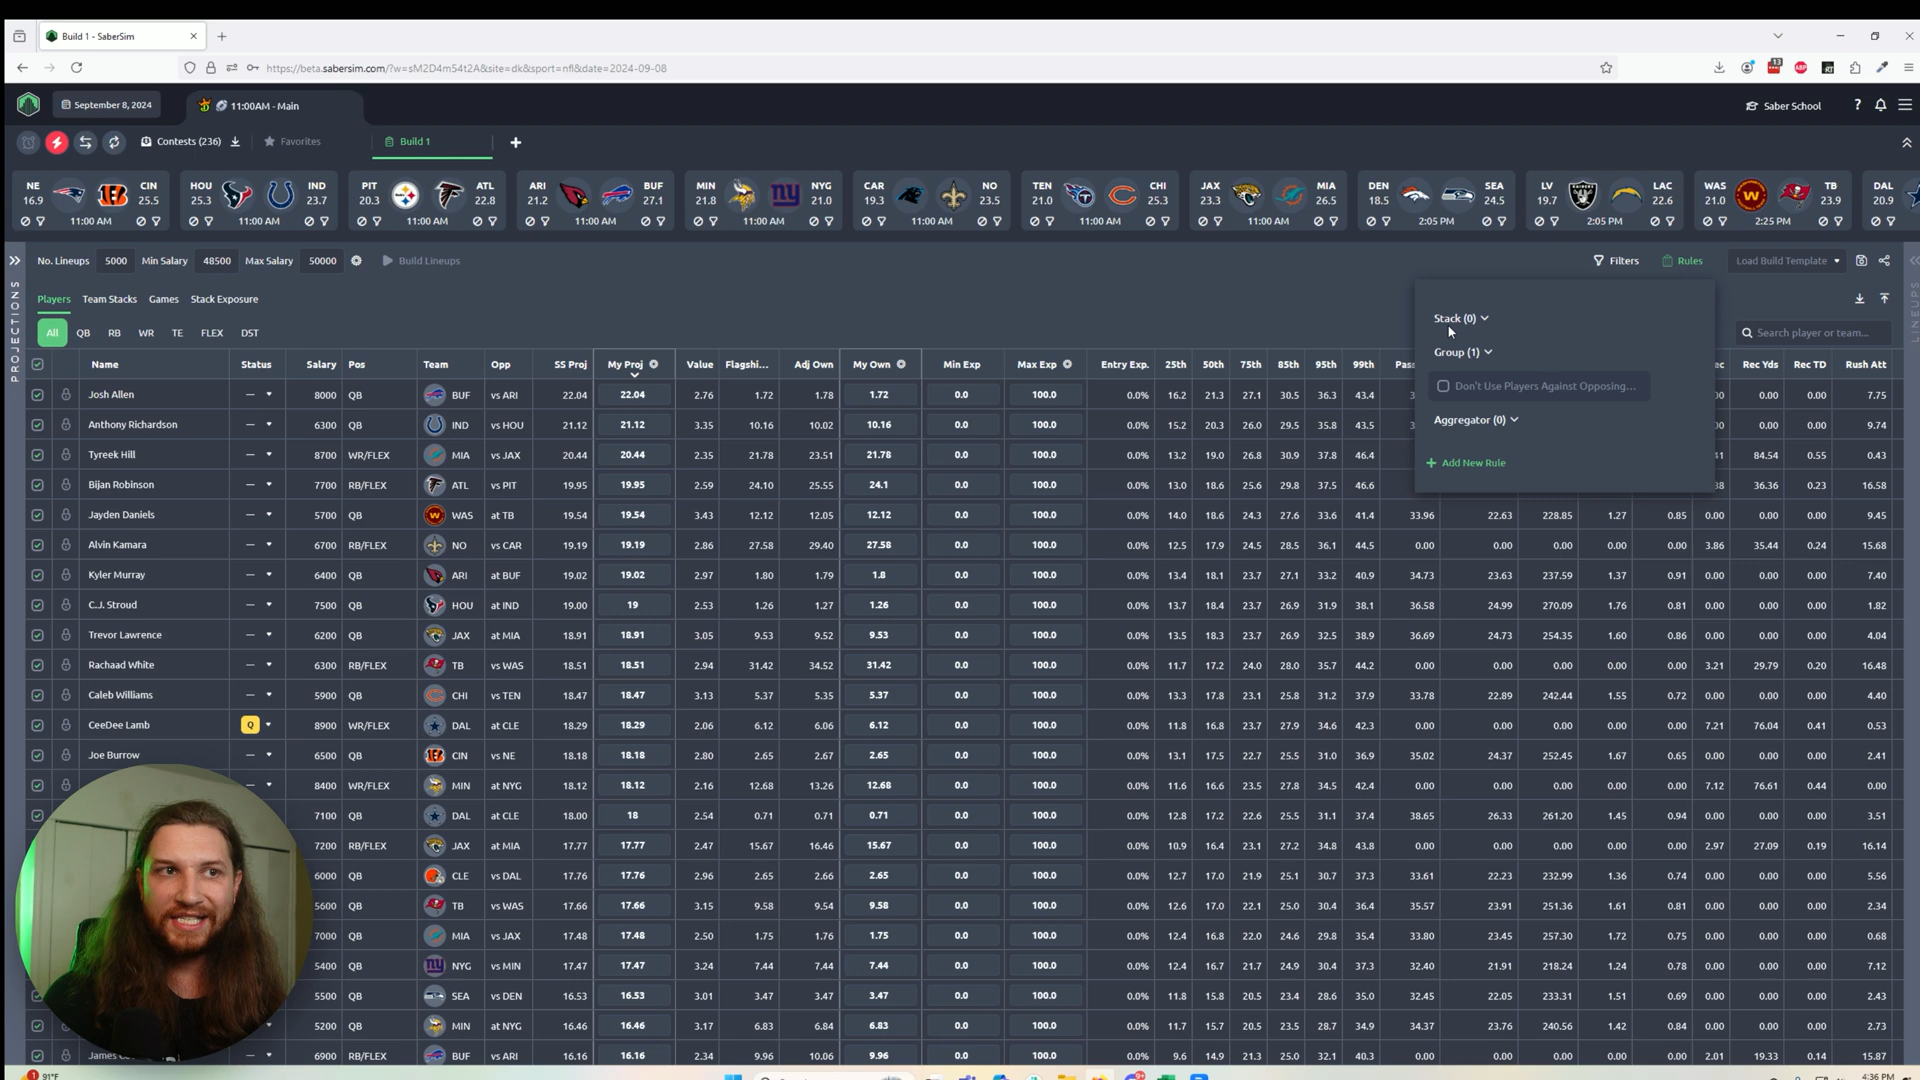 Build 1 - SaberSim
https://beta.sabersim.com/?w=sM2D4m54t2A&site=dk&sport=nfl&date=2024-09-08
13
September 8, 2024
11:00AM - Main
Saber School
Contests (236)
Favorites
Build 1
NE 16.9 CIN 25.5 11:00 AM
HOU 25.3 IND 23.7 11:00 AM
PIT 20.3 ATL 22.8 11:00 AM
ARI 21.2 BUF 27.1 11:00 AM
MIN 21.8 NYG 21.0 11:00 AM
CAR 19.3 NO 23.5 11:00 AM
TEN 21.0 CHI 25.3 11:00 AM
JAX 23.3 MIA 26.5 11:00 AM
DEN 18.5 SEA 24.5 2:05 PM
LV 19.7 LAC 22.6 2:05 PM
WAS 21.0 TB 23.9 2:25 PM
DAL 20.9
No. Lineups 5000 Min Salary 48500 Max Salary 50000 Build Lineups
Filters Rules Load Build Template
PROJECTIONS
LINEUPS
Players Team Stacks Games Stack Exposure
All QB RB WR TE FLEX DST
Search player or team...
Stack (0)
Group (1)
Don't Use Players Against Opposing...
Aggregator (0)
+ Add New Rule
Name Status Salary Pos Team Opp SS Proj My Proj Value Flagshi... Adj Own My Own Min Exp Max Exp Entry Exp. 25th 50th 75th 85th 95th 99th Pas ec Rec Yds Rec TD Rush Att
Josh Allen — 8000 QB BUF vs ARI 22.04 22.04 2.76 1.72 1.78 1.72 0.0 100.0 0.0% 16.2 21.3 27.1 30.5 36.3 43.4 3 00 0.00 0.00 7.75
Anthony Richardson — 6300 QB IND vs HOU 21.12 21.12 3.35 10.16 10.02 10.16 0.0 100.0 0.0% 15.2 20.3 26.0 29.5 35.8 43.5 3 00 0.00 0.00 9.74
Tyreek Hill — 8700 WR/FLEX MIA vs JAX 20.44 20.44 2.35 21.78 23.51 21.78 0.0 100.0 0.0% 13.2 19.0 26.8 30.9 37.8 46.4 41 84.54 0.55 0.43
Bijan Robinson — 7700 RB/FLEX ATL vs PIT 19.95 19.95 2.59 24.10 25.55 24.1 0.0 100.0 0.0% 13.0 18.6 25.6 29.8 37.5 46.6 38 36.36 0.23 16.58
Jayden Daniels — 5700 QB WAS at TB 19.54 19.54 3.43 12.12 12.05 12.12 0.0 100.0 0.0% 14.0 18.6 24.3 27.6 33.6 41.4 33.96 22.63 228.85 1.27 0.85 0.00 0.00 0.00 9.45
Alvin Kamara — 6700 RB/FLEX NO vs CAR 19.19 19.19 2.86 27.58 29.40 27.58 0.0 100.0 0.0% 12.5 17.9 24.5 28.5 36.1 44.5 0.00 0.00 0.00 0.00 0.00 3.86 35.44 0.24 15.68
Kyler Murray — 6400 QB ARI at BUF 19.02 19.02 2.97 1.80 1.79 1.8 0.0 100.0 0.0% 13.4 18.1 23.7 27.1 33.2 40.9 34.73 23.63 237.59 1.37 0.91 0.00 0.00 0.00 7.40
C.J. Stroud — 7500 QB HOU at IND 19.00 19 2.53 1.26 1.27 1.26 0.0 100.0 0.0% 13.7 18.4 23.7 26.9 31.9 38.1 36.58 24.99 270.09 1.76 0.81 0.00 0.00 0.00 1.82
Trevor Lawrence — 6200 QB JAX at MIA 18.91 18.91 3.05 9.53 9.52 9.53 0.0 100.0 0.0% 13.5 18.3 23.7 26.9 32.5 38.9 36.69 24.73 254.35 1.60 0.86 0.00 0.00 0.00 4.04
Rachaad White — 6300 RB/FLEX TB vs WAS 18.51 18.51 2.94 31.42 34.52 31.42 0.0 100.0 0.0% 11.7 17.2 24.0 28.0 35.7 44.2 0.00 0.00 0.00 0.00 0.00 3.21 29.79 0.20 16.48
Caleb Williams — 5900 QB CHI vs TEN 18.47 18.47 3.13 5.37 5.35 5.37 0.0 100.0 0.0% 13.3 17.8 23.1 25.8 31.2 37.9 33.78 22.89 242.44 1.55 0.72 0.00 0.00 0.00 4.40
CeeDee Lamb Q 8900 WR/FLEX DAL at CLE 18.29 18.29 2.06 6.12 6.06 6.12 0.0 100.0 0.0% 11.8 16.8 23.7 27.9 34.6 42.3 0.00 0.00 0.00 0.00 0.00 7.21 76.04 0.41 0.53
Joe Burrow — 6500 QB CIN vs NE 18.18 18.18 2.80 2.65 2.67 2.65 0.0 100.0 0.0% 13.1 17.5 22.7 25.5 31.0 36.9 35.02 24.37 252.45 1.67 0.65 0.00 0.00 0.00 2.41
— 8400 WR/FLEX MIN at NYG 18.12 18.12 2.16 12.68 13.26 12.68 0.0 100.0 0.0% 11.6 16.6 23.5 27.8 34.5 42.4 0.00 0.00 0.00 0.00 0.00 7.12 76.61 0.44 0.00
— 7100 QB DAL at CLE 18.00 18 2.54 0.71 0.71 0.71 0.0 100.0 0.0% 12.8 17.2 22.6 25.5 31.1 37.4 38.65 26.33 261.20 1.45 0.94 0.00 0.00 0.00 3.51
7200 RB/FLEX JAX at MIA 17.77 17.77 2.47 15.67 16.46 15.67 0.0 100.0 0.0% 10.9 16.4 23.1 27.2 34.8 43.8 0.00 0.00 0.00 0.00 0.00 2.97 27.09 0.19 16.14
6000 QB CLE vs DAL 17.76 17.76 2.96 2.65 2.66 2.65 0.0 100.0 0.0% 12.7 17.0 21.9 25.1 30.7 37.3 33.61 22.23 232.99 1.36 0.74 0.00 0.00 0.00 5.56
5600 QB TB vs WAS 17.66 17.66 3.15 9.58 9.54 9.58 0.0 100.0 0.0% 12.6 17.0 22.1 25.0 30.4 36.4 35.57 23.91 251.36 1.61 0.81 0.00 0.00 0.00 2.34
7000 QB MIA vs JAX 17.48 17.48 2.50 1.75 1.76 1.75 0.0 100.0 0.0% 12.4 16.8 22.0 24.6 29.8 35.4 33.80 23.45 257.30 1.72 0.75 0.00 0.00 0.00 0.68
5400 QB NYG vs MIN 17.47 17.47 3.24 7.44 7.44 7.44 0.0 100.0 0.0% 12.4 16.7 21.7 24.9 30.4 37.3 32.40 21.91 218.24 1.24 0.78 0.00 0.00 0.00 7.12
5500 QB SEA vs DEN 16.53 16.53 3.01 3.47 3.47 3.47 0.0 100.0 0.0% 11.8 15.8 20.5 23.4 28.6 35.0 32.45 22.05 233.31 1.51 0.69 0.00 0.00 0.00 2.43
5200 QB MIN at NYG 16.46 16.46 3.17 6.83 6.84 6.83 0.0 100.0 0.0% 11.7 15.7 20.5 23.5 28.7 34.9 34.37 23.76 240.56 1.42 0.84 0.00 0.00 0.00 2.73
James 6900 RB/FLEX BUF vs ARI 16.16 16.16 2.34 9.96 10.06 9.96 0.0 100.0 0.0% 9.6 14.9 21.3 25.0 32.1 40.3 0.00 0.00 0.00 0.00 0.00 2.01 19.33 0.14 15.87
1 91°F
4:36 PM